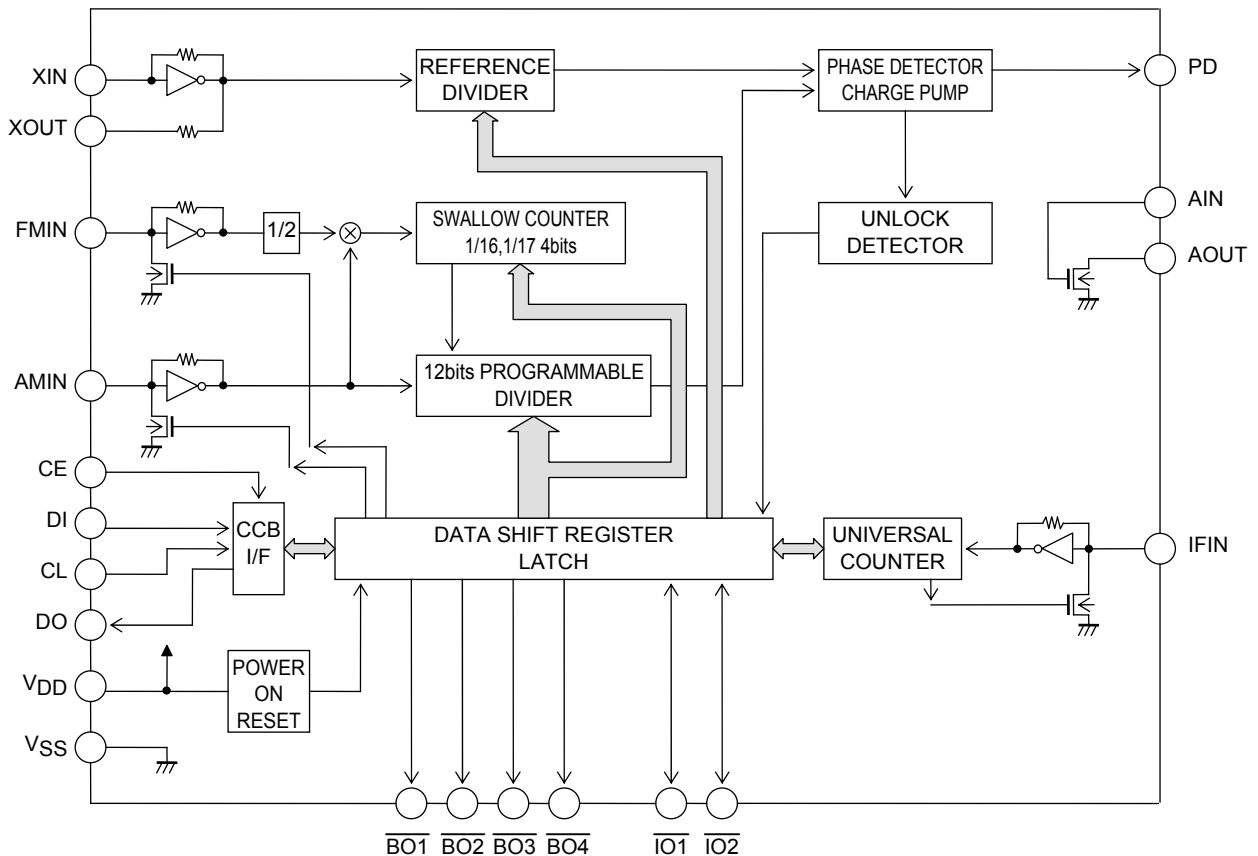 XIN
REFERENCE
DIVIDER
PHASE DETECTOR
CHARGE PUMP
PD
XOUT
FMIN
1/2
SWALLOW COUNTER
1/16,1/17 4bits
UNLOCK
DETECTOR
AIN
AOUT
AMIN
12bits PROGRAMMABLE
DIVIDER
CE
DI
CL
DO
CCB
I/F
DATA SHIFT REGISTER
LATCH
UNIVERSAL
COUNTER
IFIN
VDD
POWER
ON
RESET
VSS
BO1 BO2 BO3 BO4 IO1 IO2